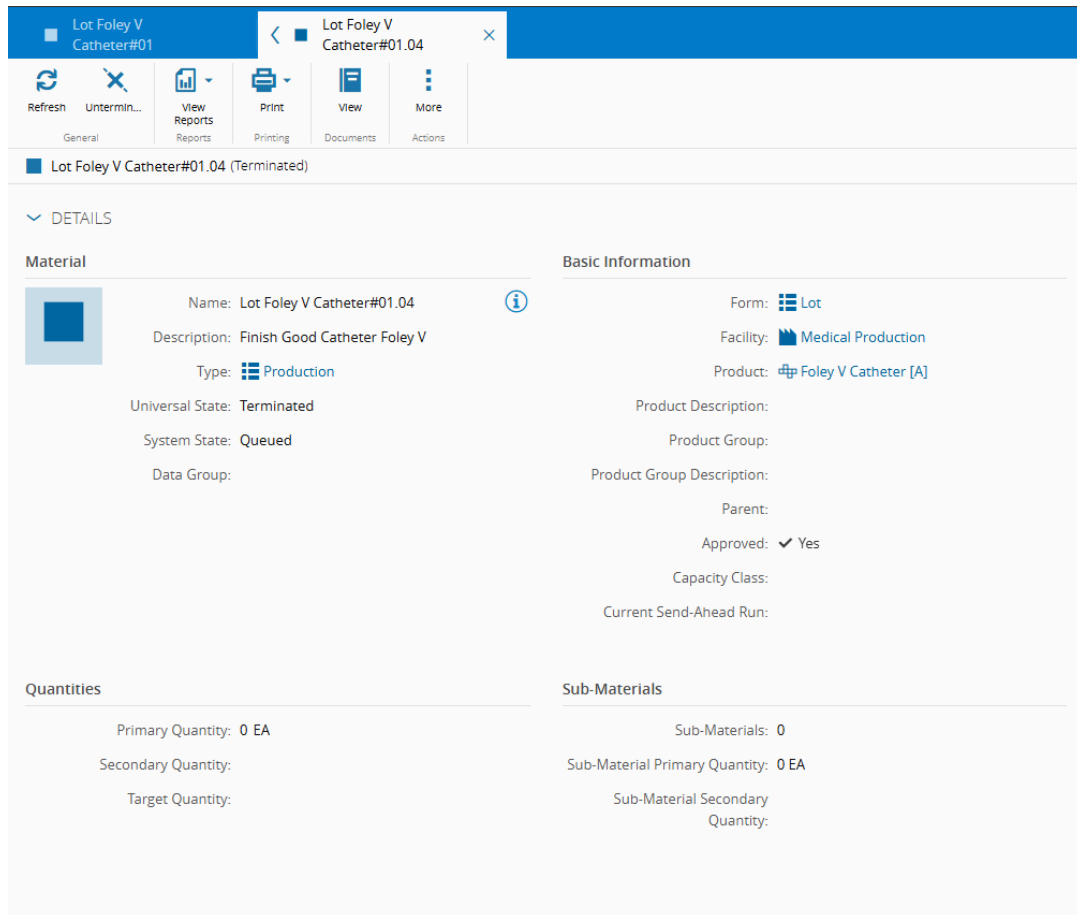 Lot Foley V
Catheter#01
Lot Foley V
Catheter#01.04
Refresh
Untermin...
View
Reports
Print
View
More
General
Reports
Printing
Documents
Actions
Lot Foley V Catheter#01.04 (Terminated)
DETAILS
Material
Name: Lot Foley V Catheter#01.04
Description: Finish Good Catheter Foley V
Type: Production
Universal State: Terminated
System State: Queued
Data Group:
Basic Information
Form: Lot
Facility: Medical Production
Product: Foley V Catheter [A]
Product Description:
Product Group:
Product Group Description:
Parent:
Approved: Yes
Capacity Class:
Current Send-Ahead Run:
Quantities
Primary Quantity: 0 EA
Secondary Quantity:
Target Quantity:
Sub-Materials
Sub-Materials: 0
Sub-Material Primary Quantity: 0 EA
Sub-Material Secondary
Quantity: